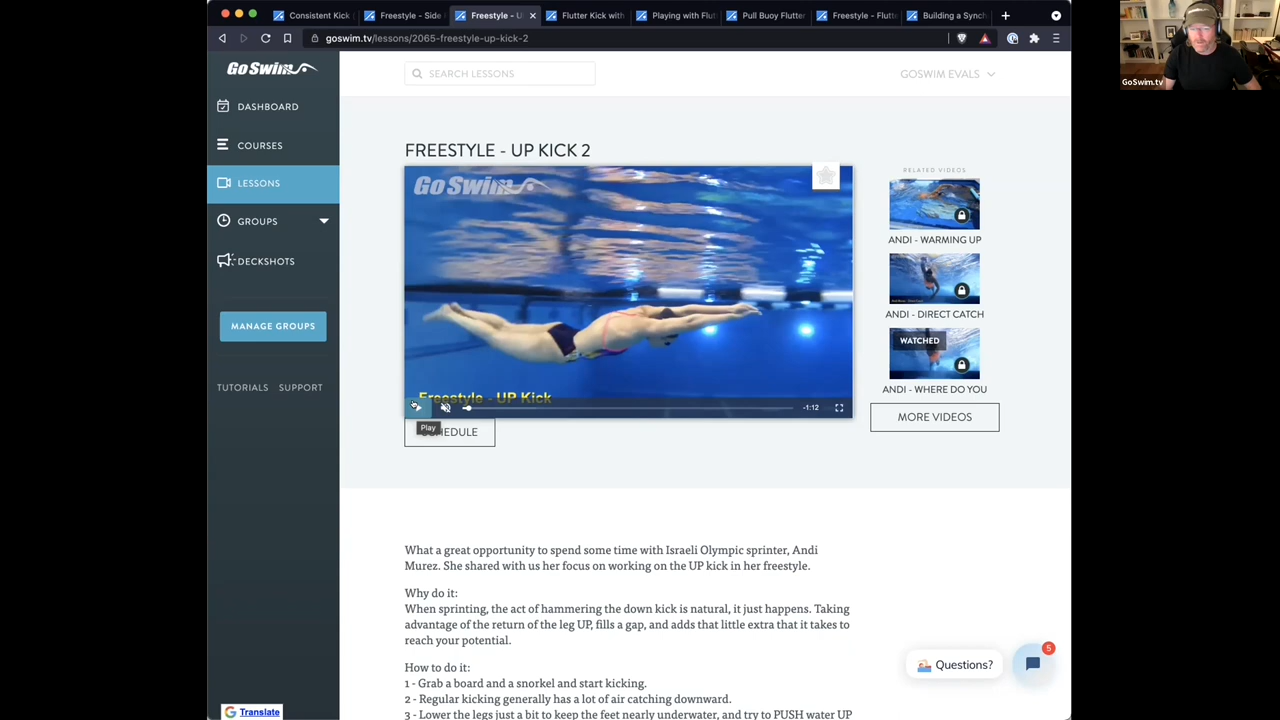 Consistent Kick (
Freestyle - Side
Freestyle - U
Flutter Kick with
Playing with Flut
Pull Buoy Flutter
Freestyle - Flutte
Building a Synch
goswim.tv/lessons/2065-freestyle-up-kick-2
GoSwim.tv
Go Swim
SEARCH LESSONS
GOSWIM EVALS
DASHBOARD
COURSES
LESSONS
GROUPS
DECKSHOTS
MANAGE GROUPS
TUTORIALS
SUPPORT
FREESTYLE - UP KICK 2
Go Swim
Freestyle - UP Kick
-1:12
Play
SCHEDULE
RELATED VIDEOS
ANDI - WARMING UP
ANDI - DIRECT CATCH
WATCHED
ANDI - WHERE DO YOU
MORE VIDEOS
What a great opportunity to spend some time with Israeli Olympic sprinter, Andi
Murez. She shared with us her focus on working on the UP kick in her freestyle.
Why do it:
When sprinting, the act of hammering the down kick is natural, it just happens. Taking
advantage of the return of the leg UP, fills a gap, and adds that little extra that it takes to
reach your potential.
How to do it:
1 - Grab a board and a snorkel and start kicking.
2 - Regular kicking generally has a lot of air catching downward.
3 - Lower the legs just a bit to keep the feet nearly underwater, and try to PUSH water UP
Questions?
5
Translate